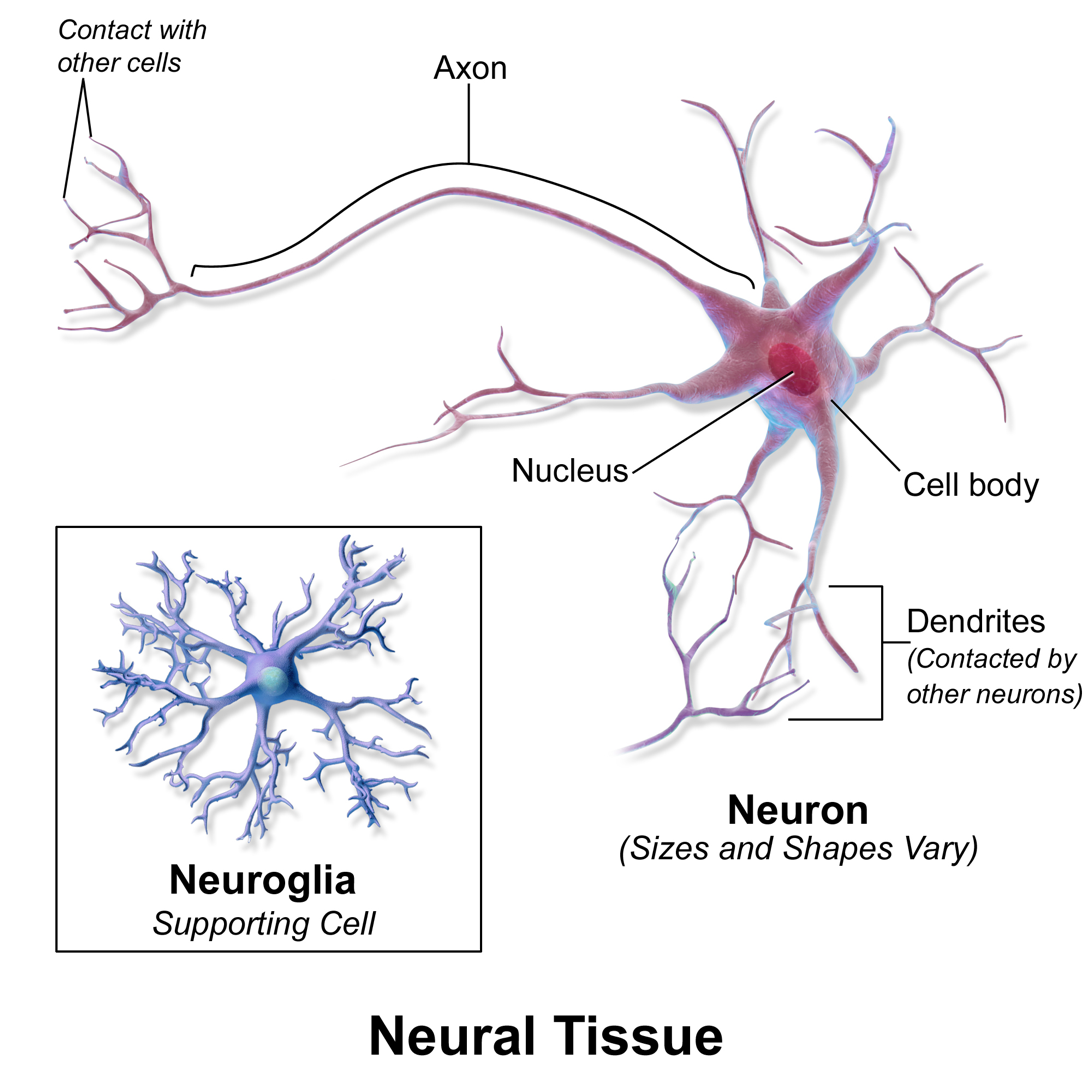 Contact with
other cells
Axon
Nucleus
Cell body
Dendrites
(Contacted by
other neurons)
Neuron
(Sizes and Shapes Vary)
Neuroglia
Supporting Cell
Neural Tissue